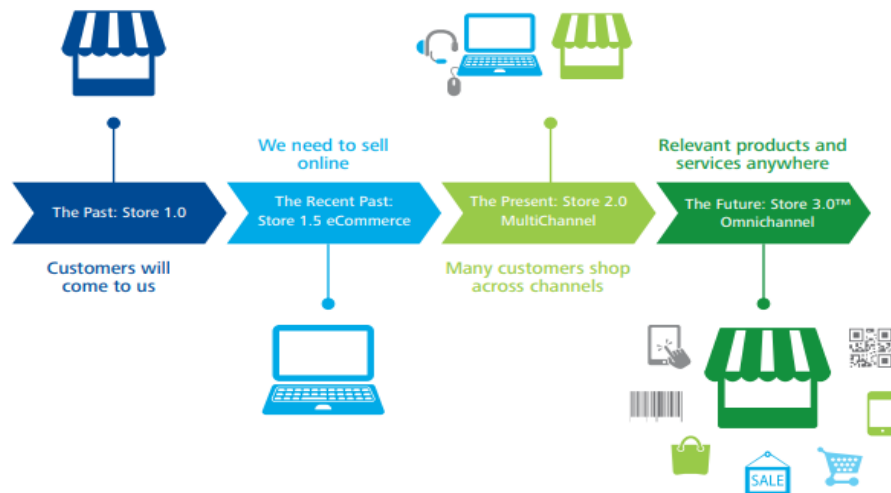 We need to sell
online
Relevant products and
services anywhere
The Past: Store 1.0
The Recent Past:
Store 1.5 eCommerce
The Present: Store 2.0
MultiChannel
The Future: Store 3.0™
Omnichannel
Customers will
come to us
Many customers shop
across channels
SALE